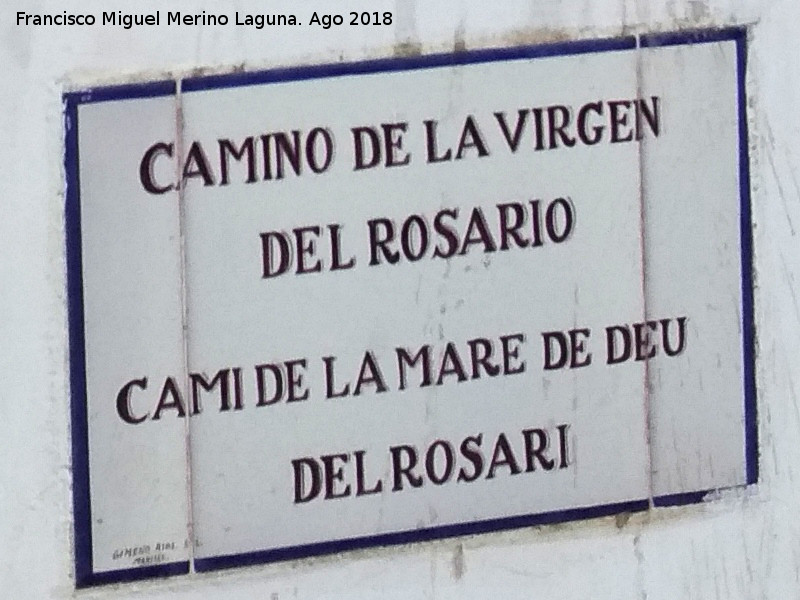 Francisco Miguel Merino Laguna. Ago 2018
CAMINO DE LA VIRGEN
DEL ROSARIO
CAMI DE LA MARE DE DEU
DEL ROSARI